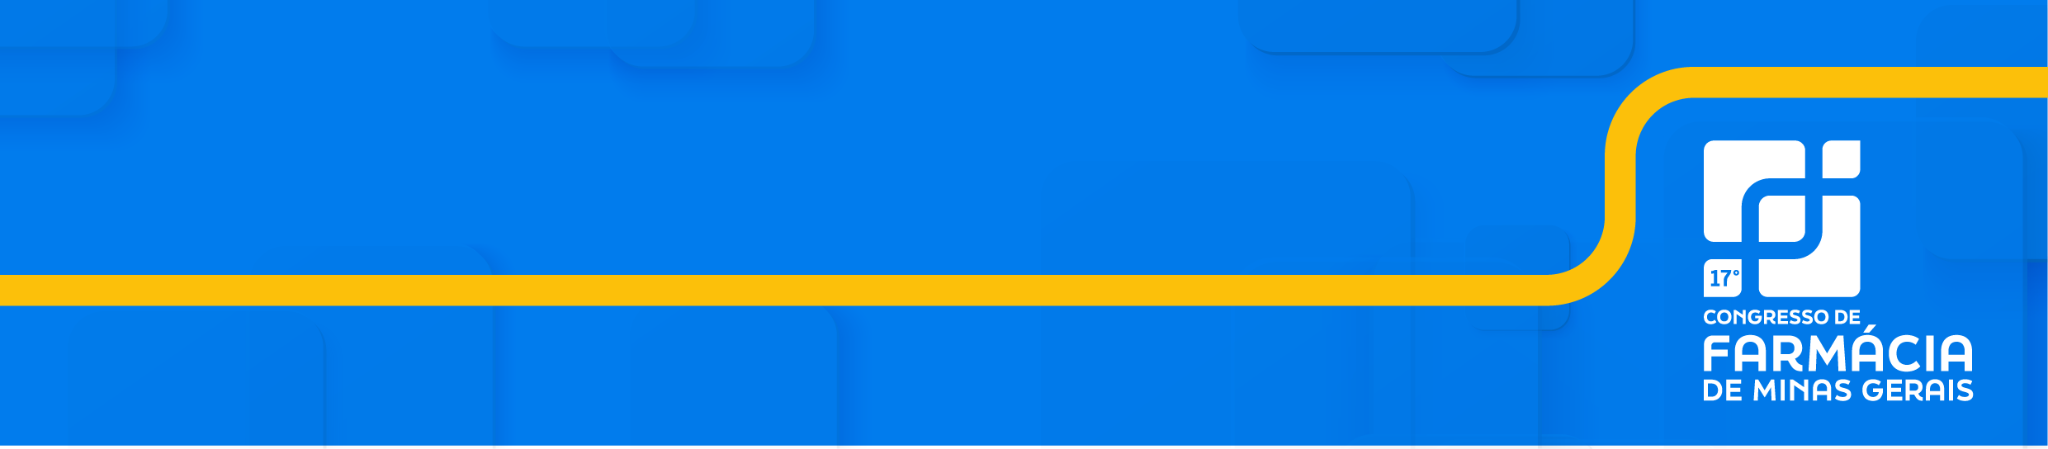 17°
CONGRESSO DE
FARMÁCIA
DE MINAS GERAIS